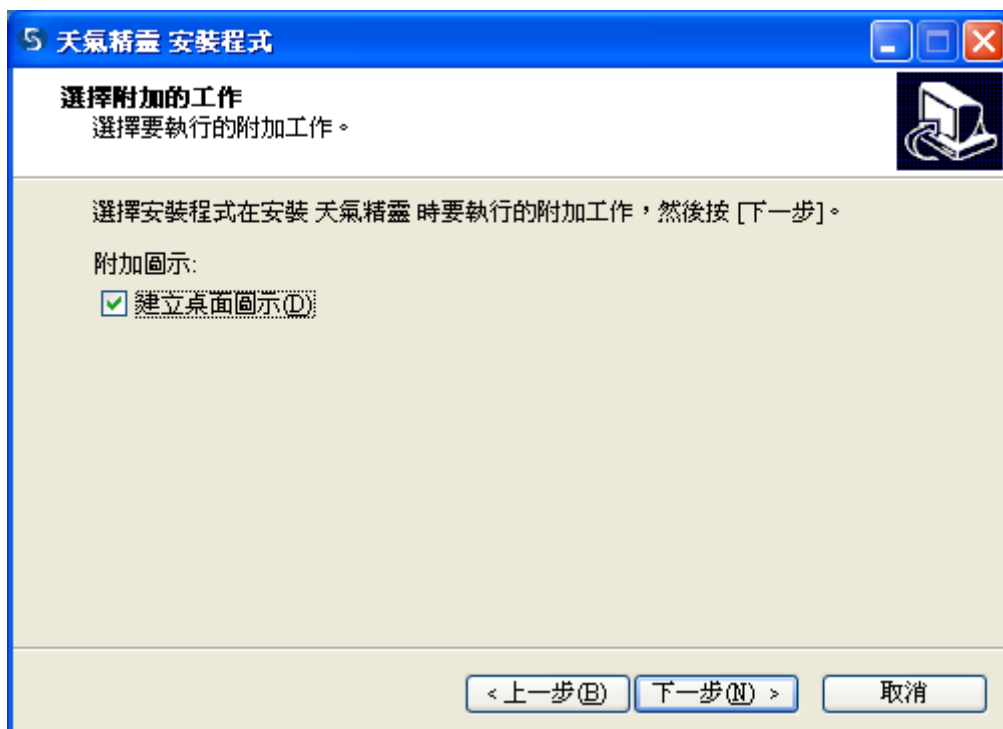 天氣精靈 安裝程式
選擇附加的工作
選擇要執行的附加工作。
選擇安裝程式在安裝 天氣精靈 時要執行的附加工作，然後按 [下一步]。
附加圖示:
建立桌面圖示(D)
<上一步(B) 下一步(N) > 取消